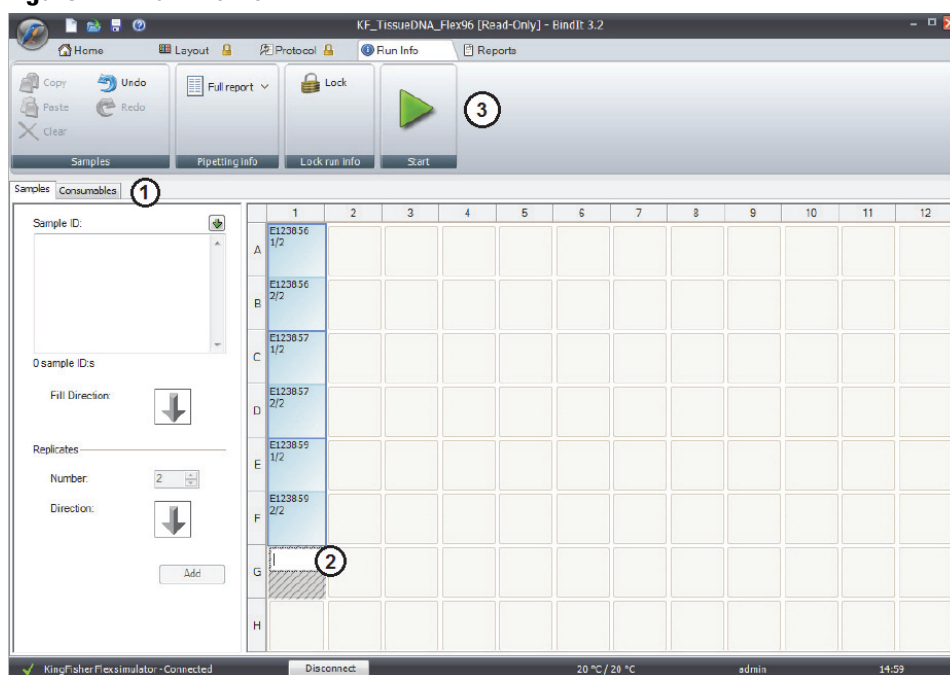 KF_TissueDNA_Flex96 [Read-Only] - BindIt 3.2
Home Layout Protocol Run Info Reports
Copy Undo Full report Lock
Paste Redo
Clear
3
Samples Pipetting info Lock run info Start
Samples Consumables 1
Sample ID:
0 sample ID:s
Fill Direction:
Replicates
Number: 2
Direction:
Add
1 2 3 4 5 6 7 8 9 10 11 12
A E123856
1/2
B E123856
2/2
C E123857
1/2
D E123857
2/2
E E123859
1/2
F E123859
2/2
G 2
H
KingFisher Flex simulator - Connected Disconnect 20 °C / 20 °C admin 14:59